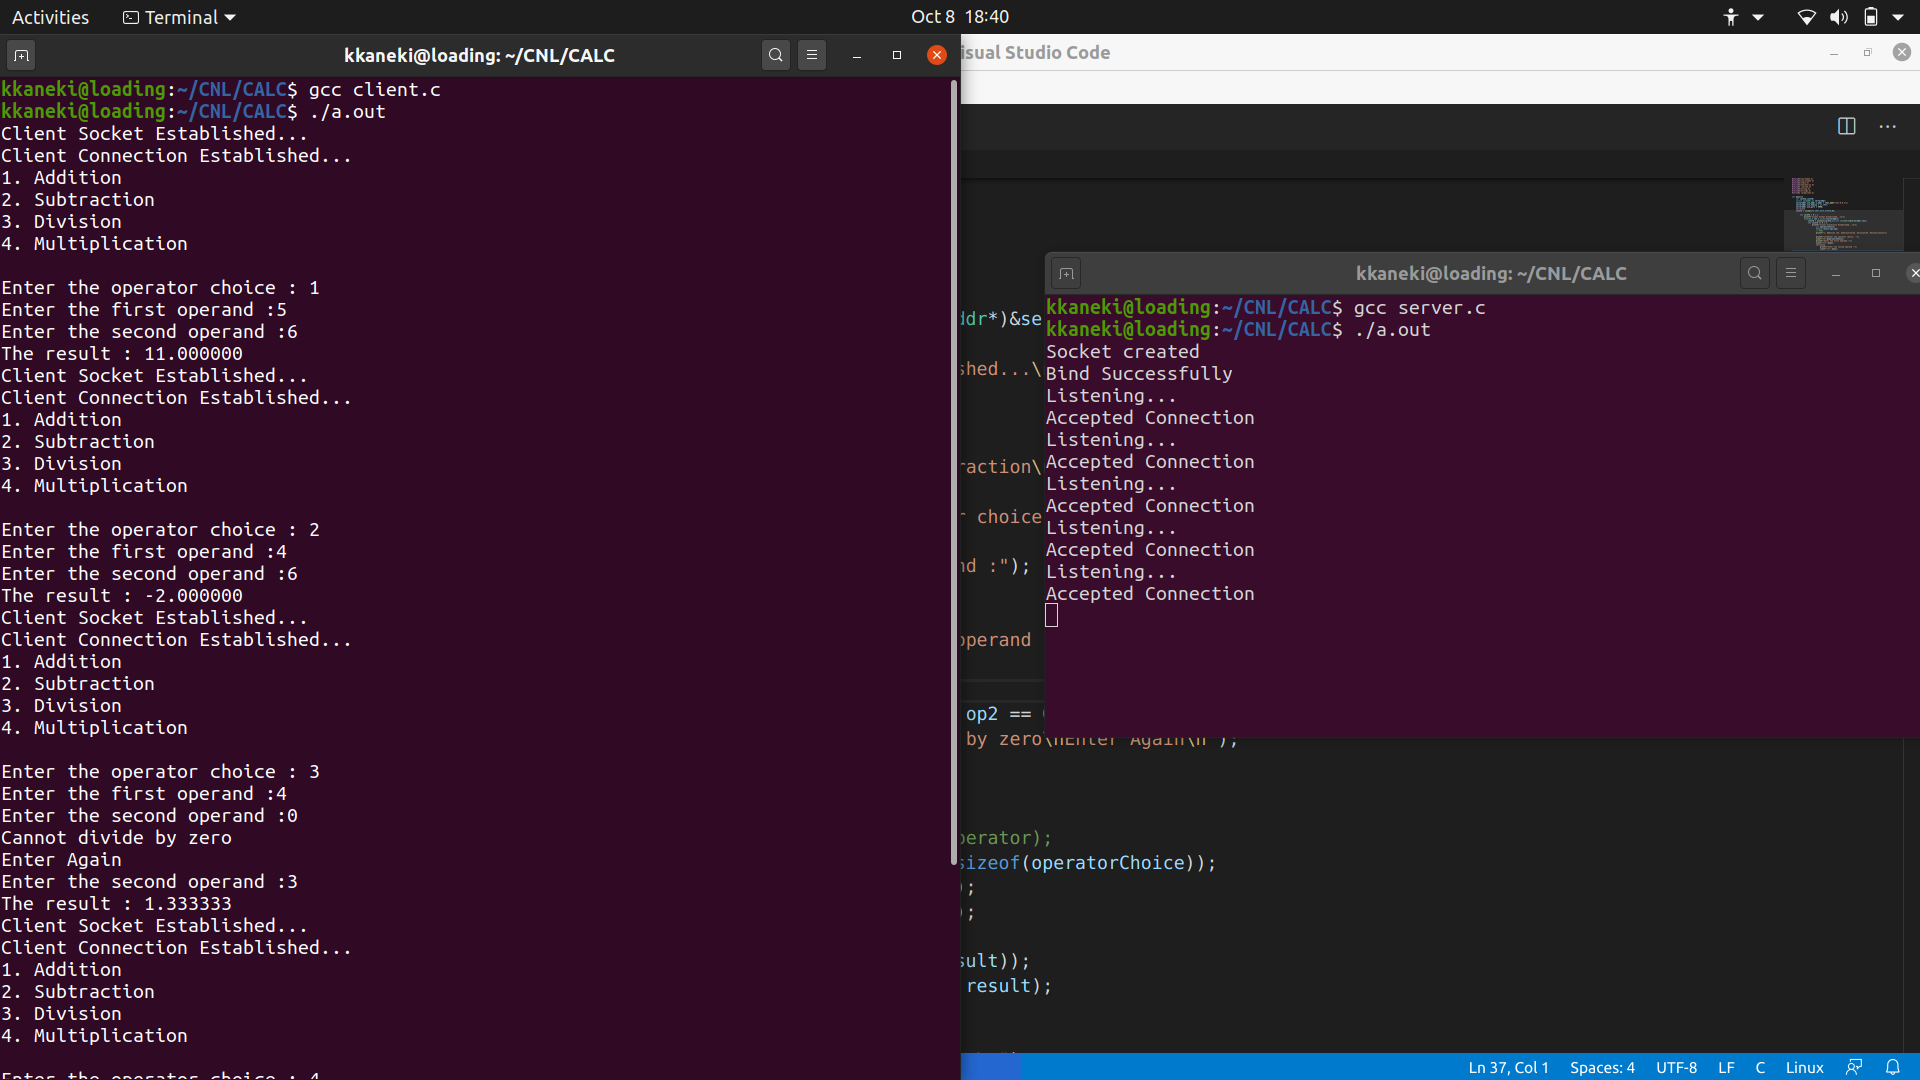 Activities
Terminal
Oct 8 18:40
kkaneki@loading: ~/CNL/CALC
kkaneki@loading:~/CNL/CALC$ gcc client.c
kkaneki@loading:~/CNL/CALC$ ./a.out
Client Socket Established...
Client Connection Established...
1. Addition
2. Subtraction
3. Division
4. Multiplication
Enter the operator choice : 1
Enter the first operand :5
Enter the second operand :6
The result : 11.000000
Client Socket Established...
Client Connection Established...
1. Addition
2. Subtraction
3. Division
4. Multiplication
Enter the operator choice : 2
Enter the first operand :4
Enter the second operand :6
The result : -2.000000
Client Socket Established...
Client Connection Established...
1. Addition
2. Subtraction
3. Division
4. Multiplication
Enter the operator choice : 3
Enter the first operand :4
Enter the second operand :0
Cannot divide by zero
Enter Again
Enter the second operand :3
The result : 1.333333
Client Socket Established...
Client Connection Established...
1. Addition
2. Subtraction
3. Division
4. Multiplication
Enter the operator choice : 4
isual Studio Code
ddr*)&se
shed...\
raction\
r choice
nd :");
operand
op2 ==
by zero\nEnter Again\n");
perator);
sizeof(operatorChoice));
);
);
sult));
result);
kkaneki@loading: ~/CNL/CALC
kkaneki@loading:~/CNL/CALC$ gcc server.c
kkaneki@loading:~/CNL/CALC$ ./a.out
Socket created
Bind Successfully
Listening...
Accepted Connection
Listening...
Accepted Connection
Listening...
Accepted Connection
Listening...
Accepted Connection
Listening...
Accepted Connection
Ln 37, Col 1
Spaces: 4
UTF-8
LF
C
Linux